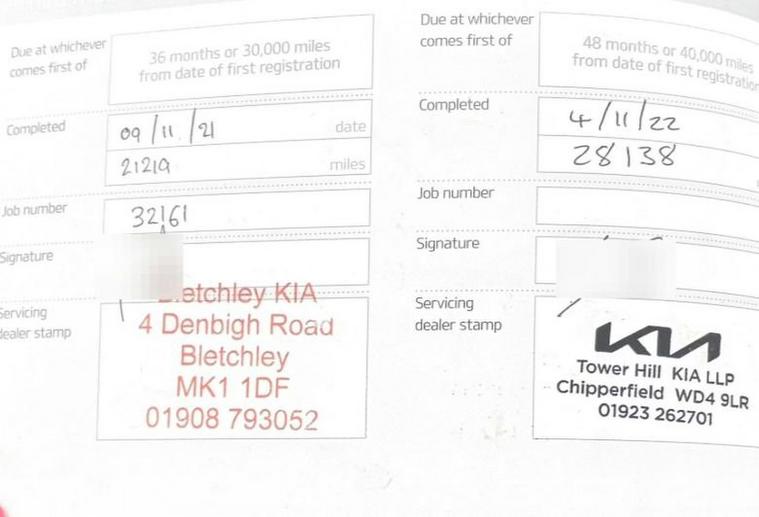 Due at whichever
comes first of
36 months or 30,000 miles
from date of first registration
Completed
09/11/21 date
21219 miles
Job number
32161
Signature
Servicing
dealer stamp
Bletchley KIA
4 Denbigh Road
Bletchley
MK1 1DF
01908 793052
Due at whichever
comes first of
48 months or 40,000 miles
from date of first registration
Completed
4/11/22
28138
Job number
Signature
Servicing
dealer stamp
KIA
Tower Hill KIA LLP
Chipperfield WD4 9LR
01923 262701